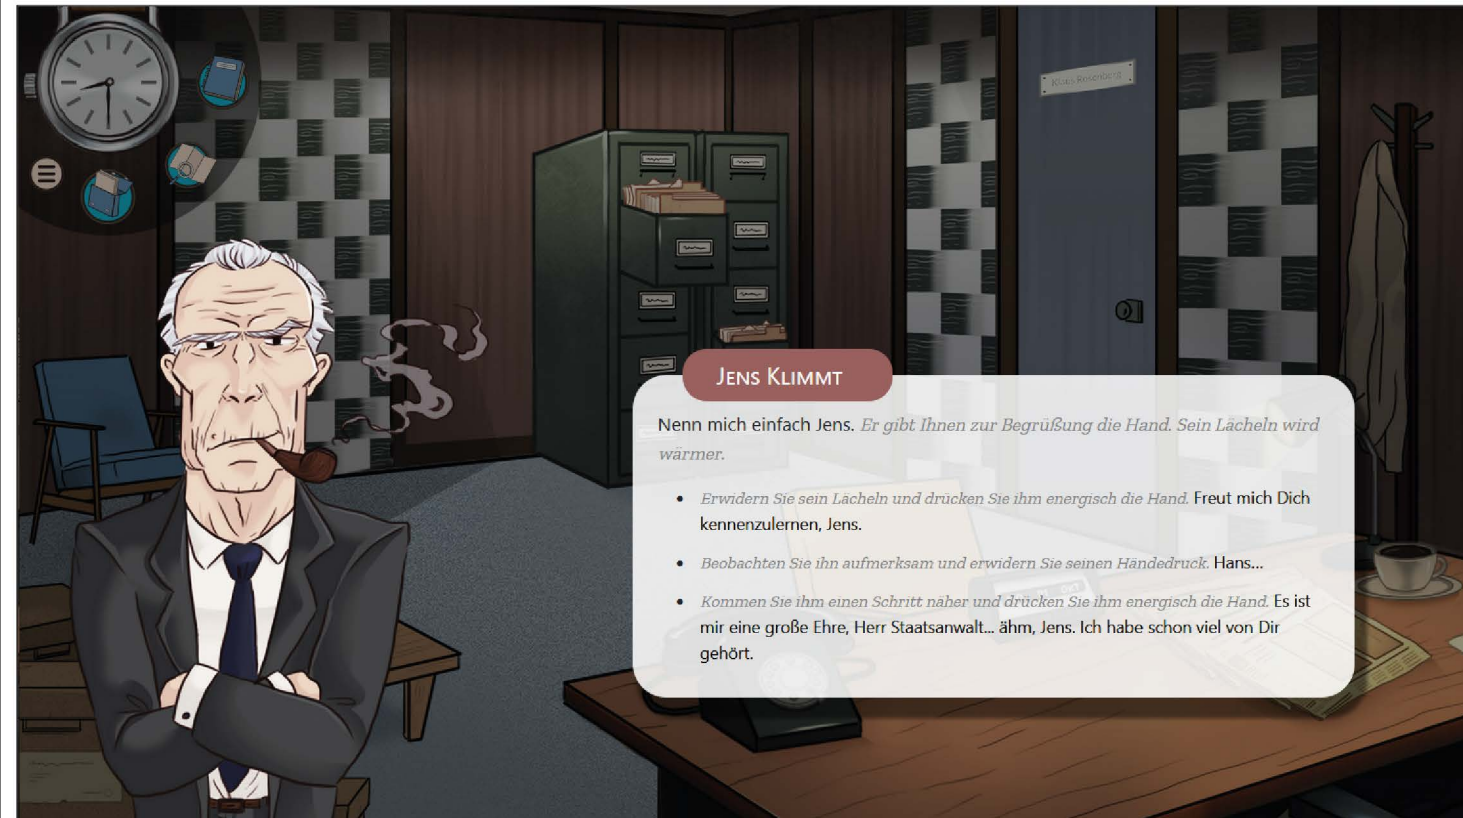 Klaus Rosenberg
Jens Klimmt
Nenn mich einfach Jens. Er gibt Ihnen zur Begrüßung die Hand. Sein Lächeln wird
wärmer.
• Erwidern Sie sein Lächeln und drücken Sie ihm energisch die Hand. Freut mich Dich
kennenzulernen, Jens.
• Beobachten Sie ihn aufmerksam und erwidern Sie seinen Händedruck. Hans...
• Kommen Sie ihm einen Schritt näher und drücken Sie ihm energisch die Hand. Es ist
mir eine große Ehre, Herr Staatsanwalt... ähm, Jens. Ich habe schon viel von Dir
gehört.